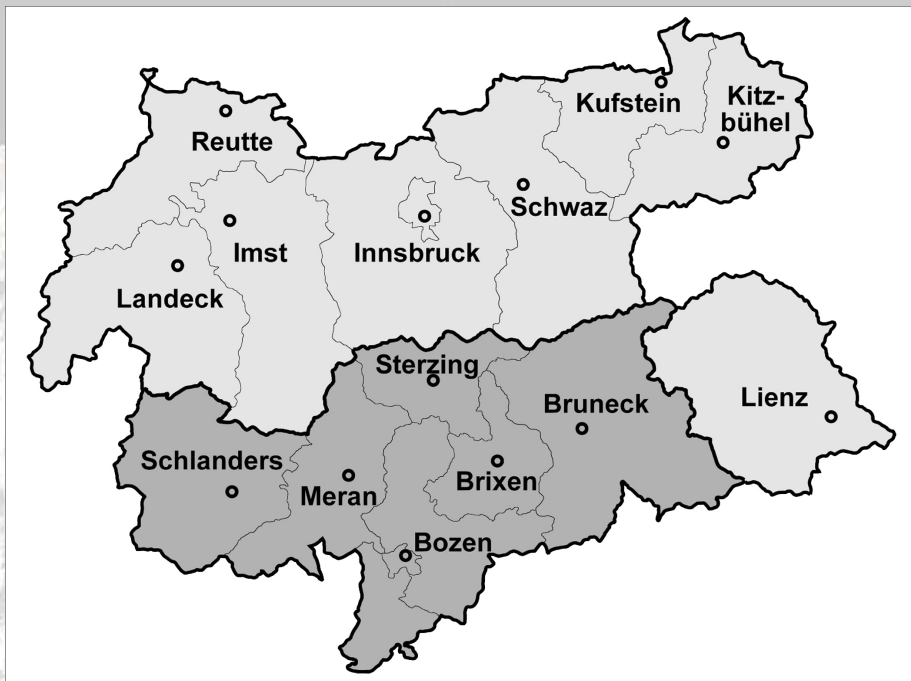 Kufstein
Kitz-
bühel
Reutte
Schwaz
Imst
Innsbruck
Landeck
Sterzing
Bruneck
Lienz
Schlanders
Meran
Brixen
Bozen